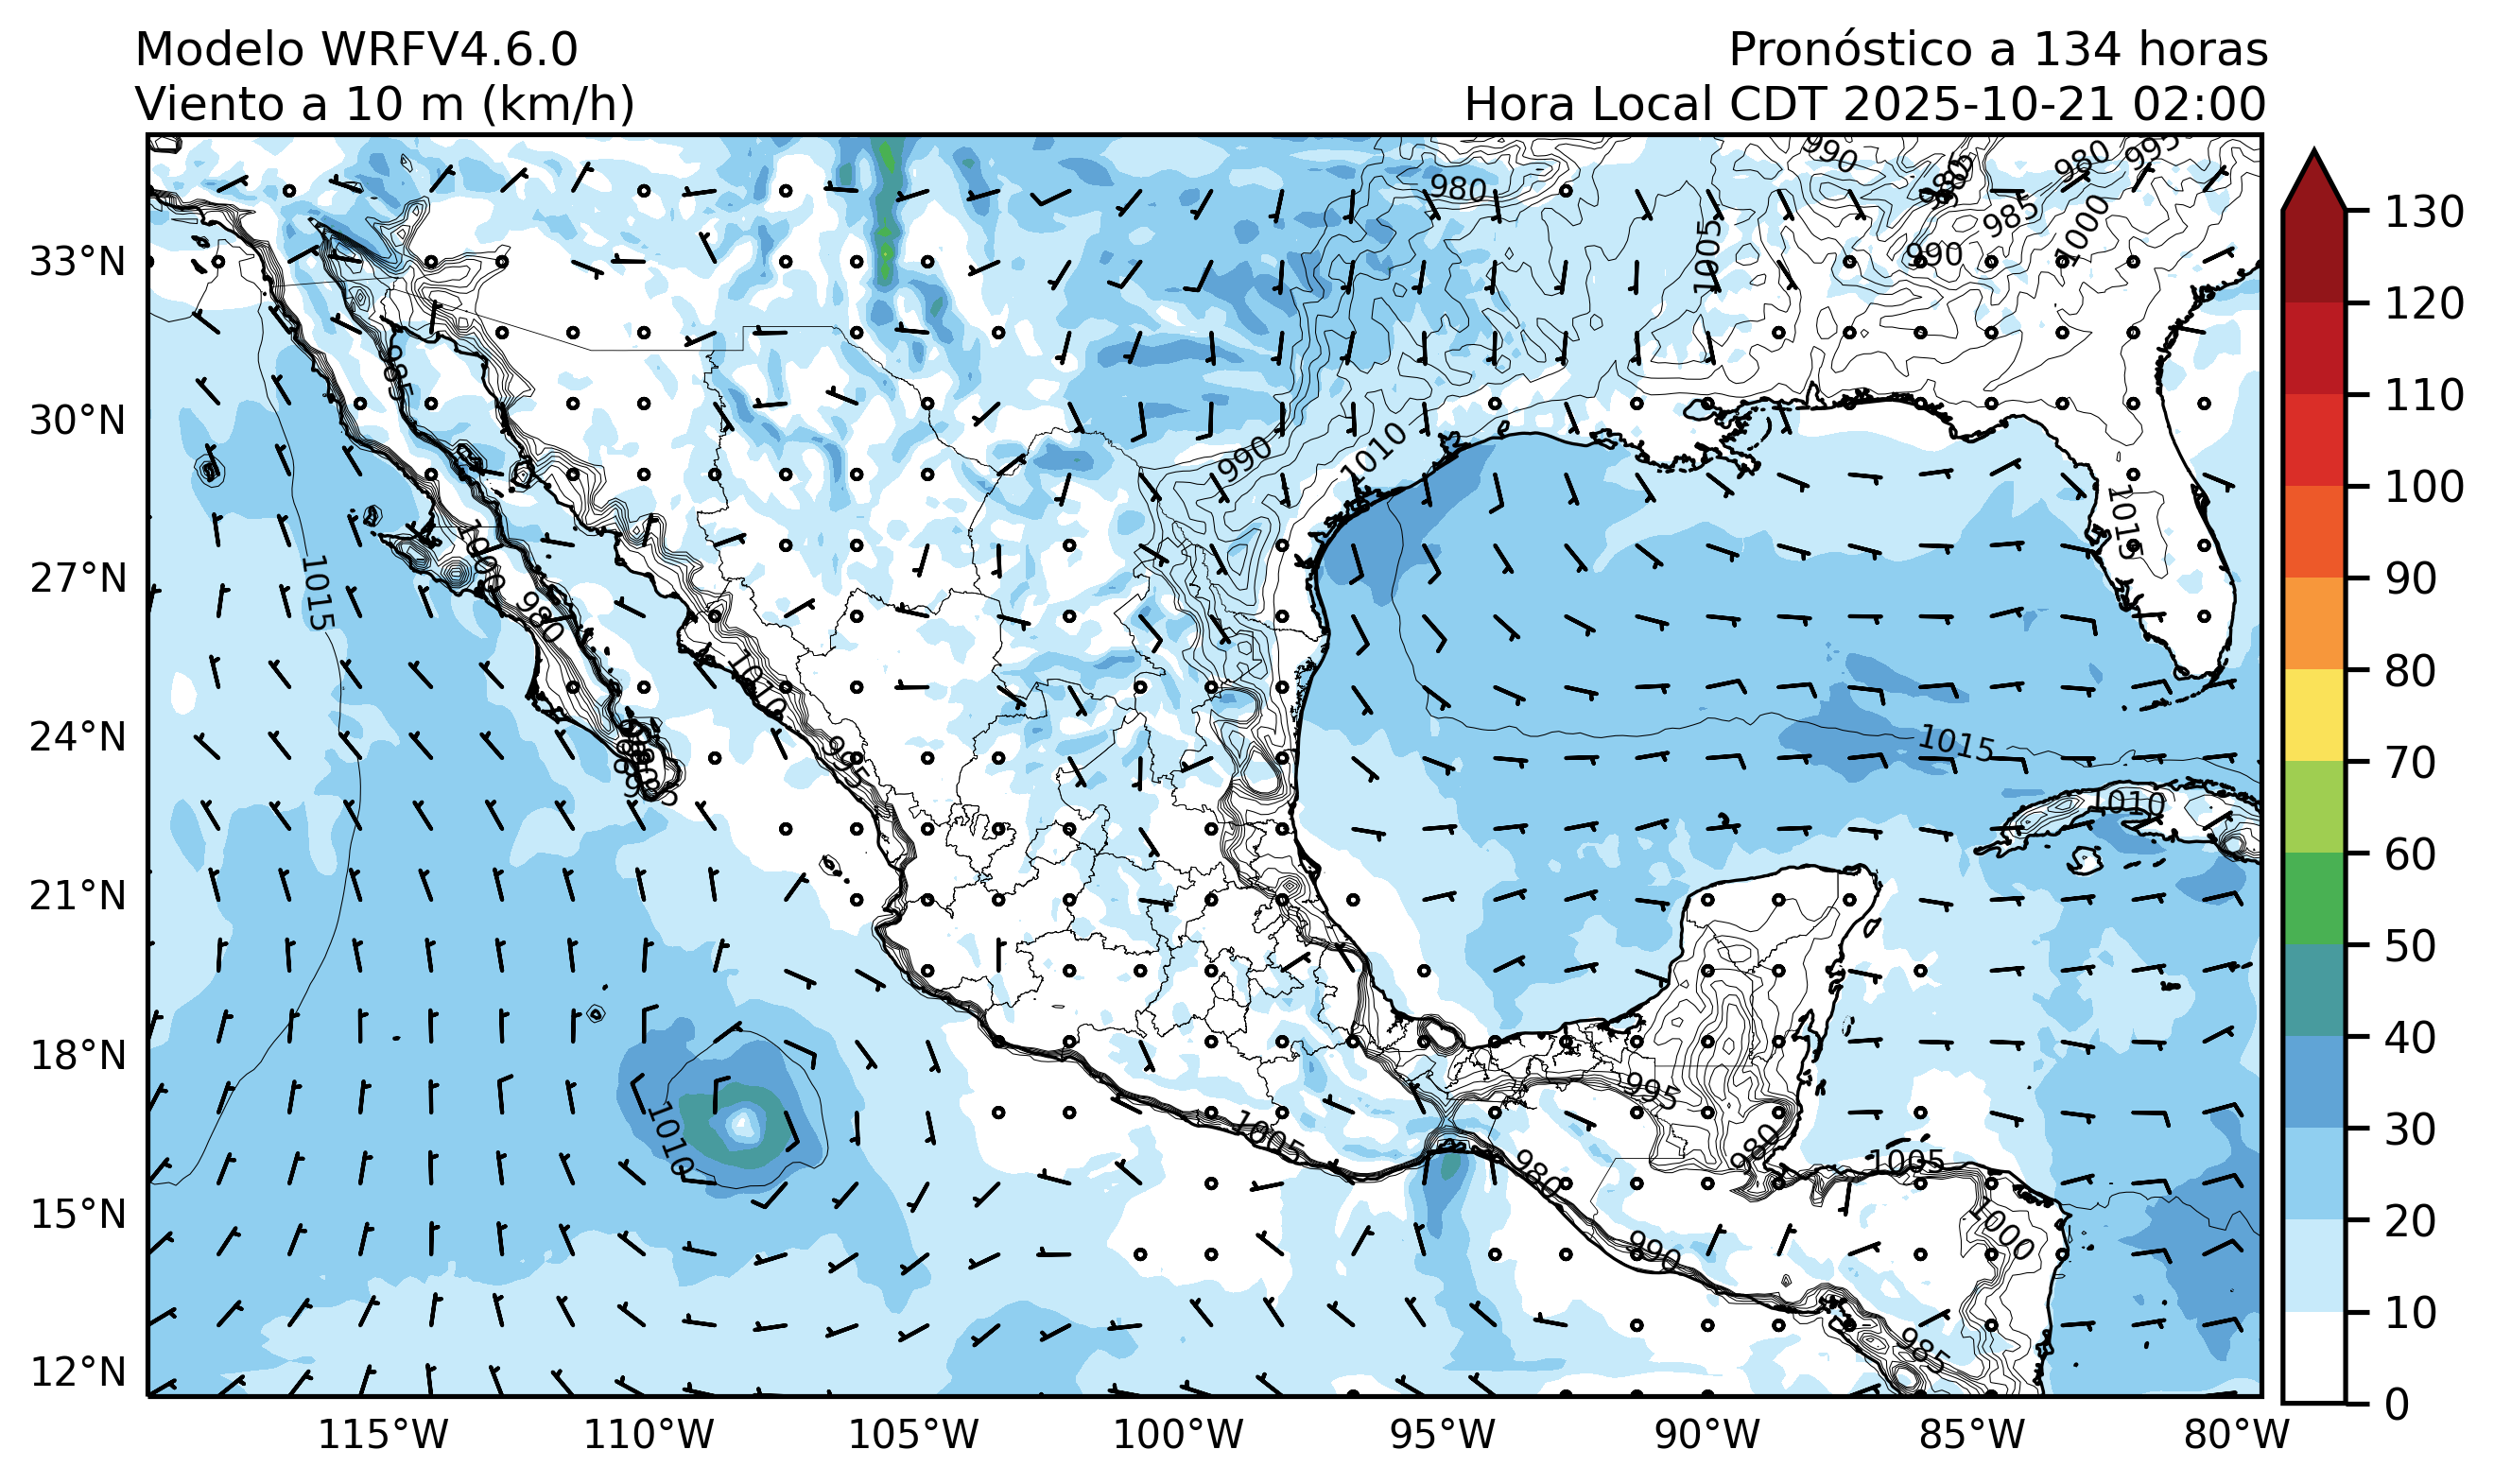 Modelo WRFV4.6.0
Pronóstico a 134 horas
Viento a 10 m (km/h)
Hora Local CDT 2025-10-21 02:00
990
980
995
980
985
985
1005
1000
990
33°N
985
30°N
990
1010
1015
1000
1015
27°N
980
1010
24°N
995
1015
985
1010
21°N
18°N
1010
995
1005
980
1005
980
15°N
1000
990
985
12°N
115°W
110°W
105°W
100°W
95°W
90°W
85°W
80°W
130
120
110
100
90
80
70
60
50
40
30
20
10
0